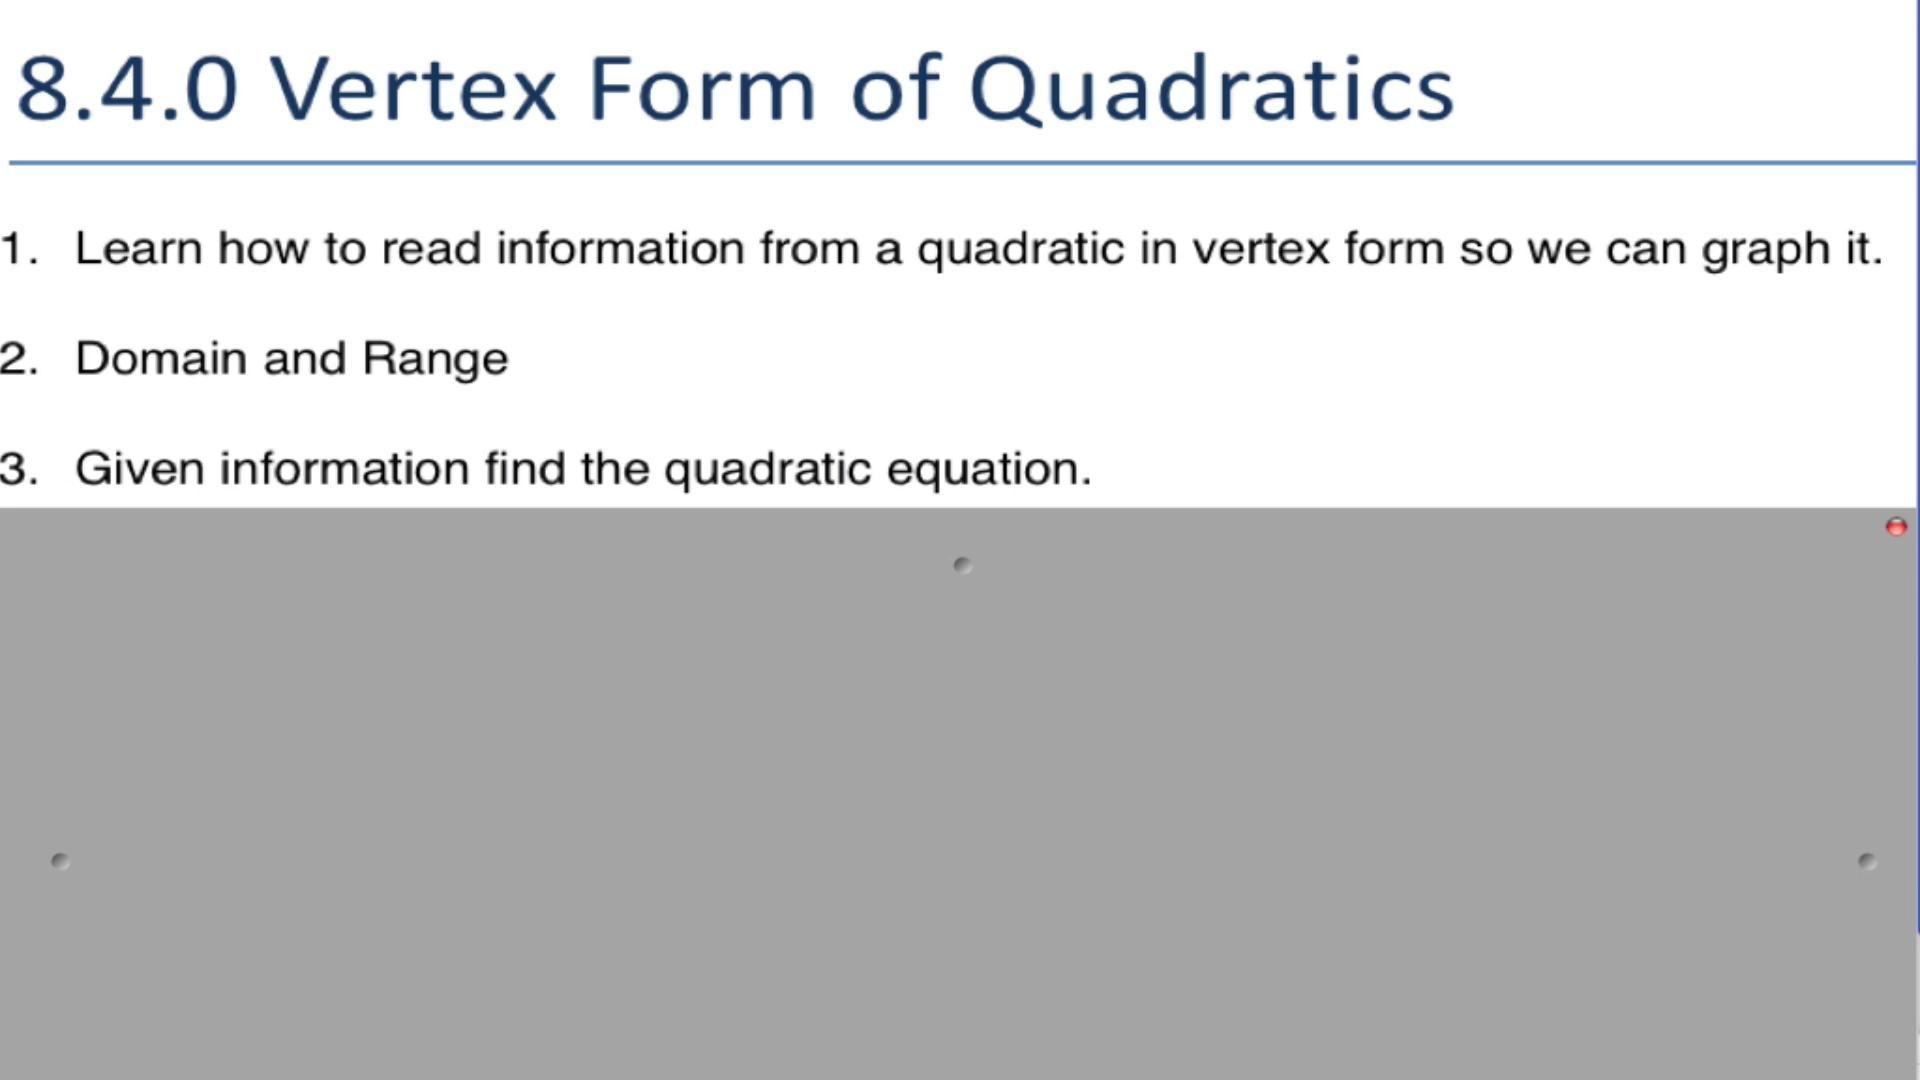 8.4.0 Vertex Form of Quadratics
1. Learn how to read information from a quadratic in vertex form so we can graph it.
2. Domain and Range
3. Given information find the quadratic equation.